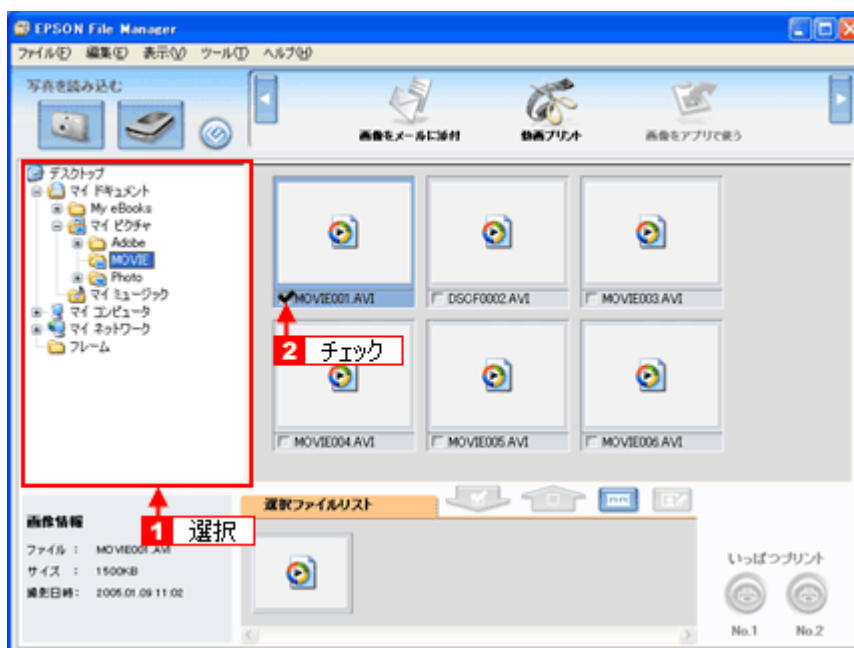 EPSON File Manager
ファイル(F) 編集(E) 表示(V) ツール(T) ヘルプ(H)
写真を読み込む
画像をメールに添付 動画プリント 画像をアプリで使う
デスクトップ
マイ ドキュメント
My eBooks
マイ ピクチャ
Adobe
MOVIE
Photo
マイ ミュージック
マイ コンピュータ
マイ ネットワーク
フレーム
MOVIE001.AVI DSCF0002.AVI MOVIE003.AVI
2 チェック
MOVIE004.AVI MOVIE005.AVI MOVIE006.AVI
1 選択
選択ファイルリスト
画像情報
ファイル : MOVIE001.AVI
サイズ : 1500KB
撮影日時: 2005.01.09 11:02
いっぱつプリント
No.1 No.2